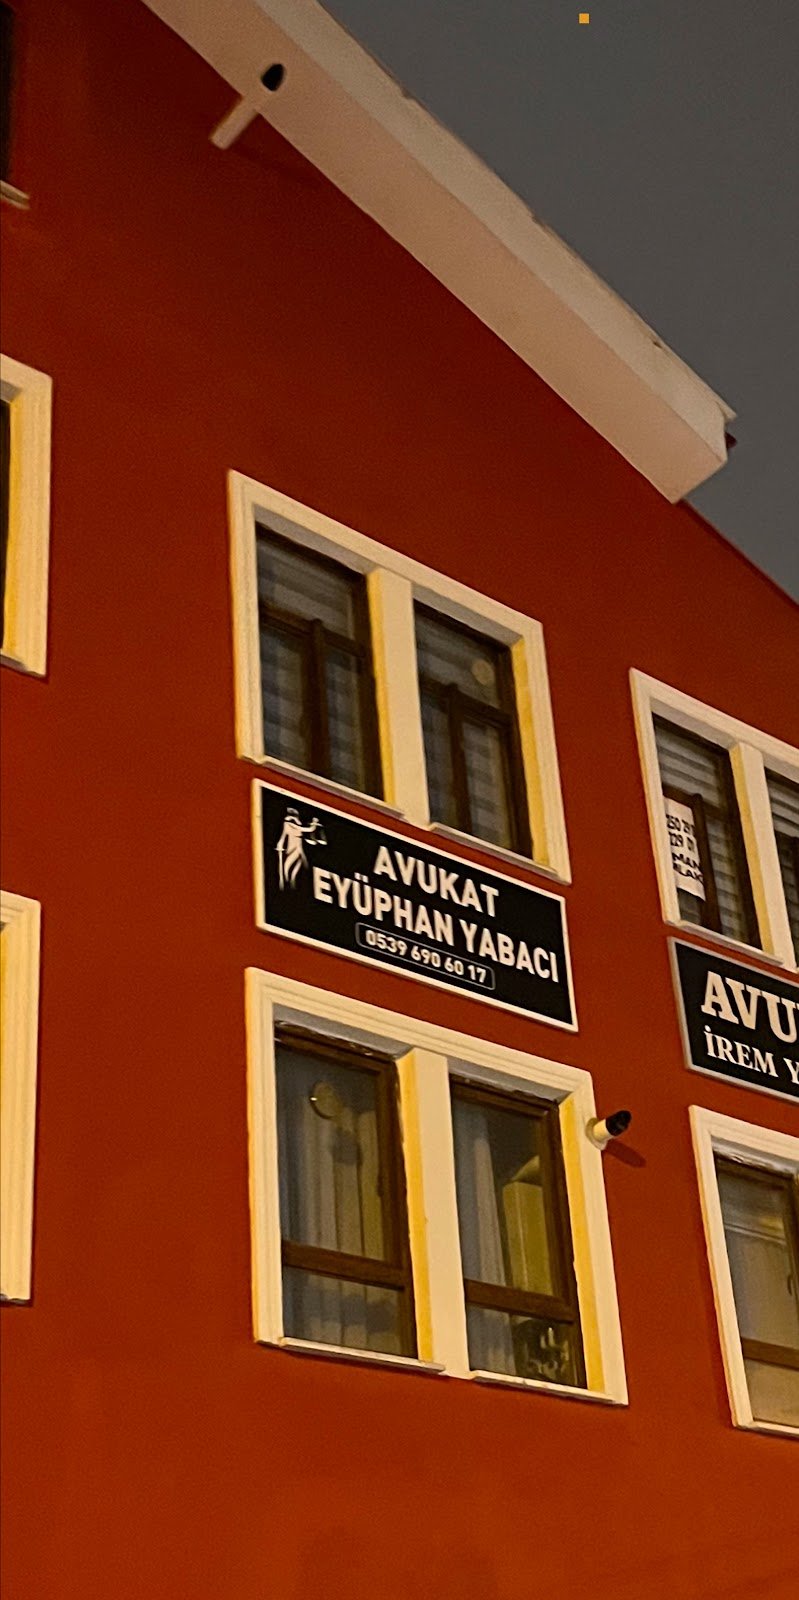 AVUKAT
EYÜPHAN YABACI
0539 690 60 17
İREM